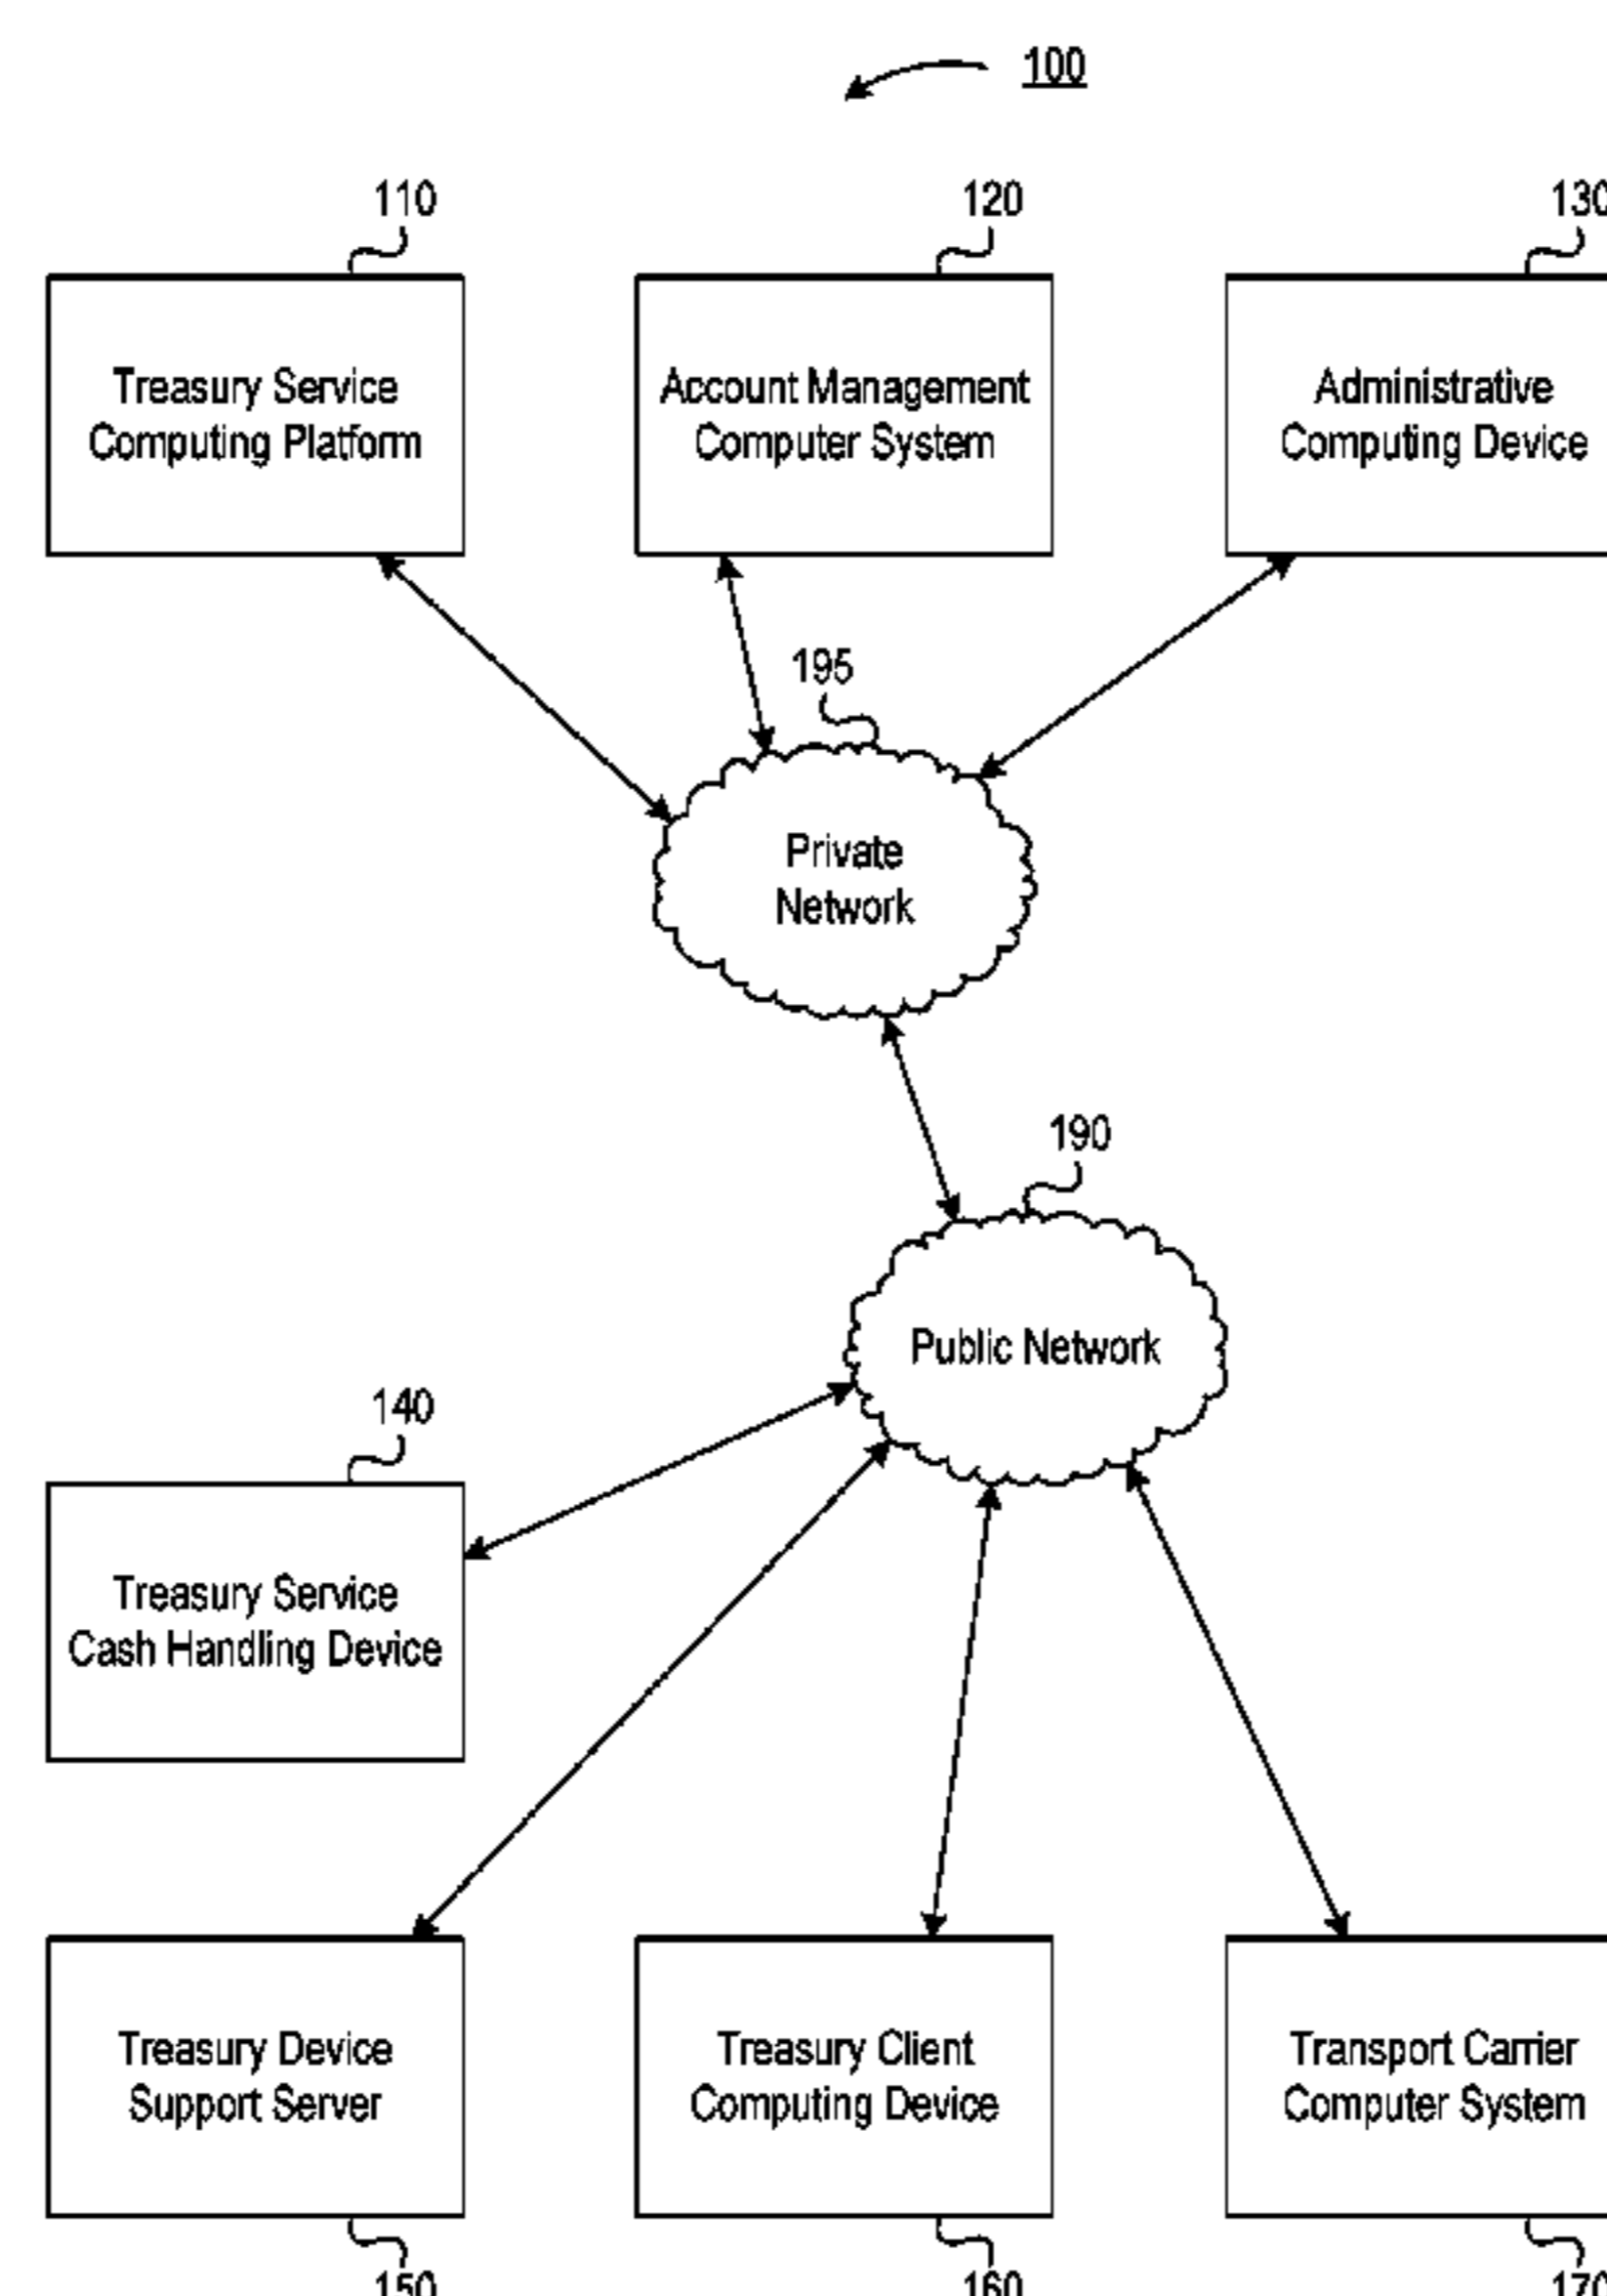 100
110
120
130
Treasury Service
Computing Platform
Account Management
Computer System
Administrative
Computing Device
195
Private
Network
190
Public Network
140
Treasury Service
Cash Handling Device
Treasury Device
Support Server
Treasury Client
Computing Device
Transport Carrier
Computer System
150
160
170